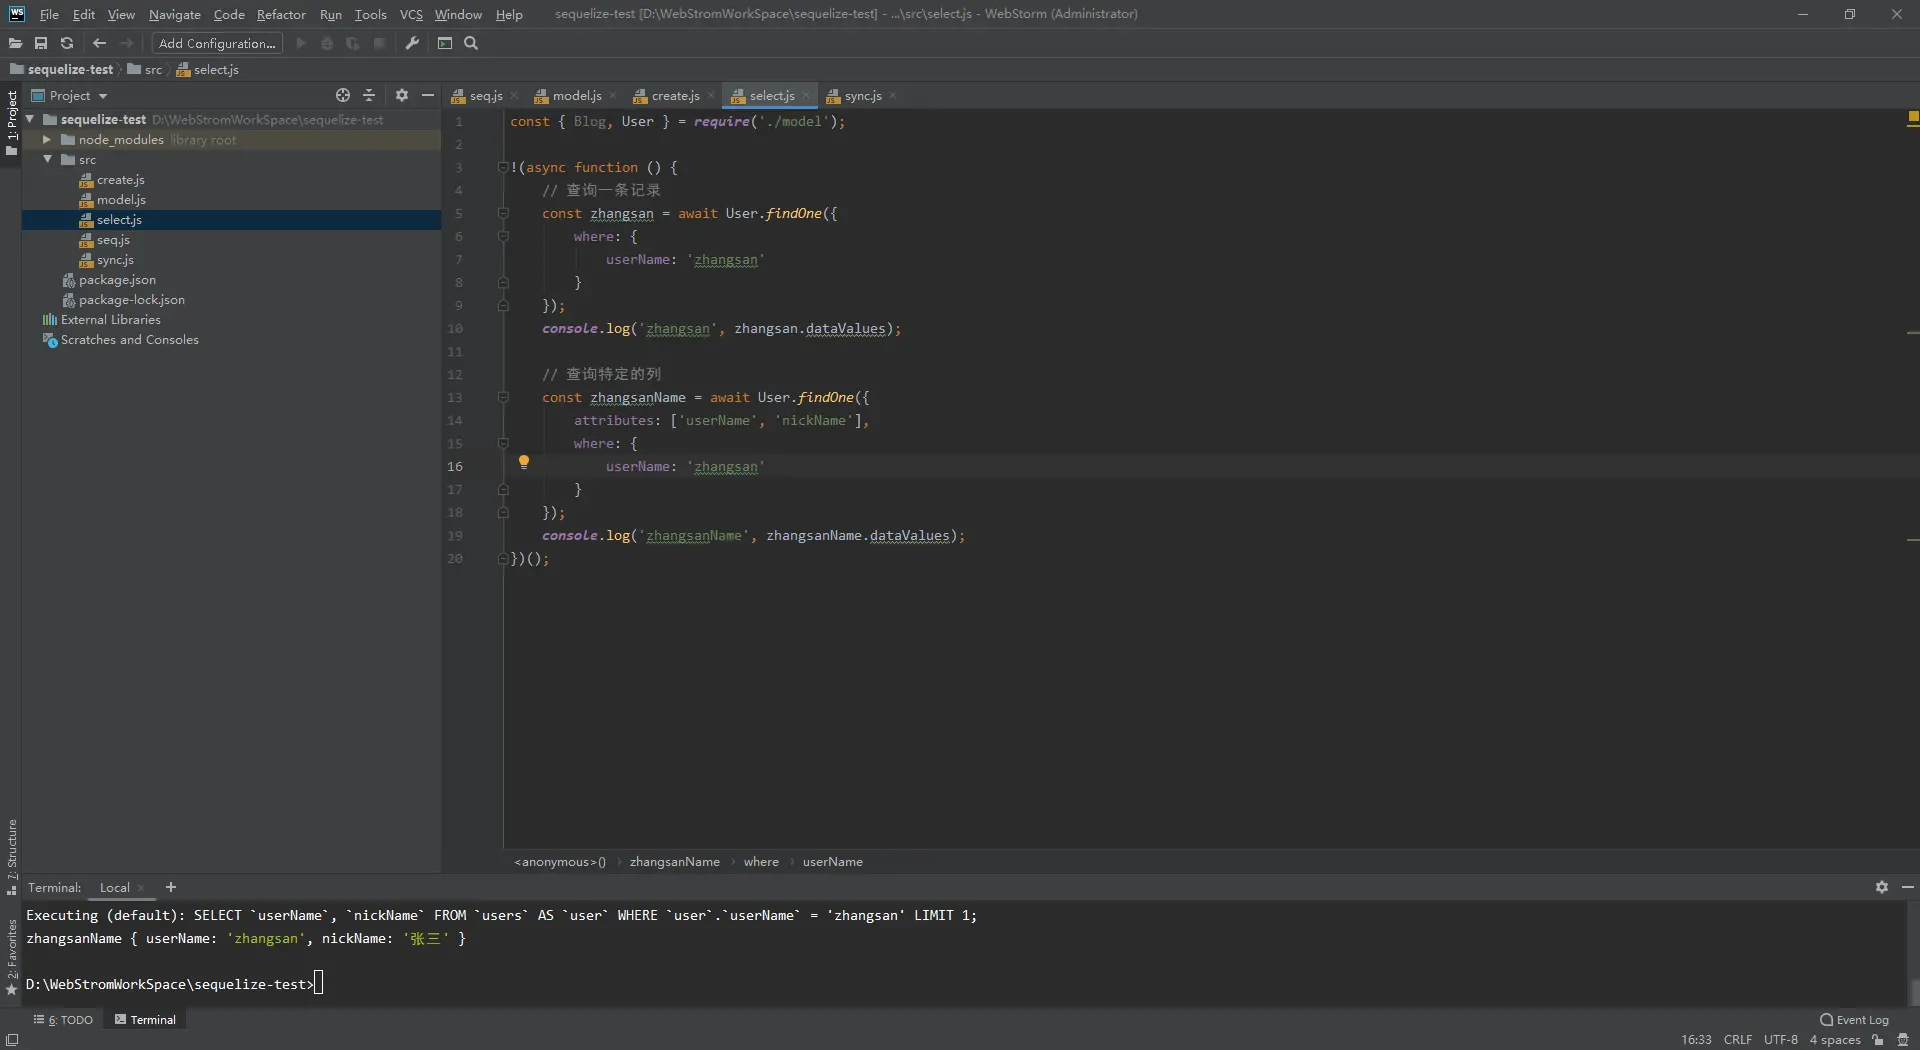 WS File Edit View Navigate Code Refactor Run Tools VCS Window Help sequelize-test [D:\WebStromWorkSpace\sequelize-test] - ...\src\select.js - WebStorm (Administrator)
Add Configuration...
sequelize-test src select.js
1: Project
Project
seq.js model.js create.js select.js sync.js
sequelize-test D:\WebStromWorkSpace\sequelize-test
node_modules library root
src
create.js
model.js
select.js
seq.js
sync.js
package.json
package-lock.json
External Libraries
Scratches and Consoles
1 const { Blog, User } = require('./model');
2
3 !(async function () {
4 // 查询一条记录
5 const zhangsan = await User.findOne({
6 where: {
7 userName: 'zhangsan'
8 }
9 });
10 console.log('zhangsan', zhangsan.dataValues);
11
12 // 查询特定的列
13 const zhangsanName = await User.findOne({
14 attributes: ['userName', 'nickName'],
15 where: {
16 userName: 'zhangsan'
17 }
18 });
19 console.log('zhangsanName', zhangsanName.dataValues);
20 })();
<anonymous>() zhangsanName where userName
Z: Structure
2: Favorites
Terminal: Local +
Executing (default): SELECT `userName`, `nickName` FROM `users` AS `user` WHERE `user`.`userName` = 'zhangsan' LIMIT 1;
zhangsanName { userName: 'zhangsan', nickName: '张三' }
D:\WebStromWorkSpace\sequelize-test>
6: TODO Terminal Event Log
16:33 CRLF UTF-8 4 spaces